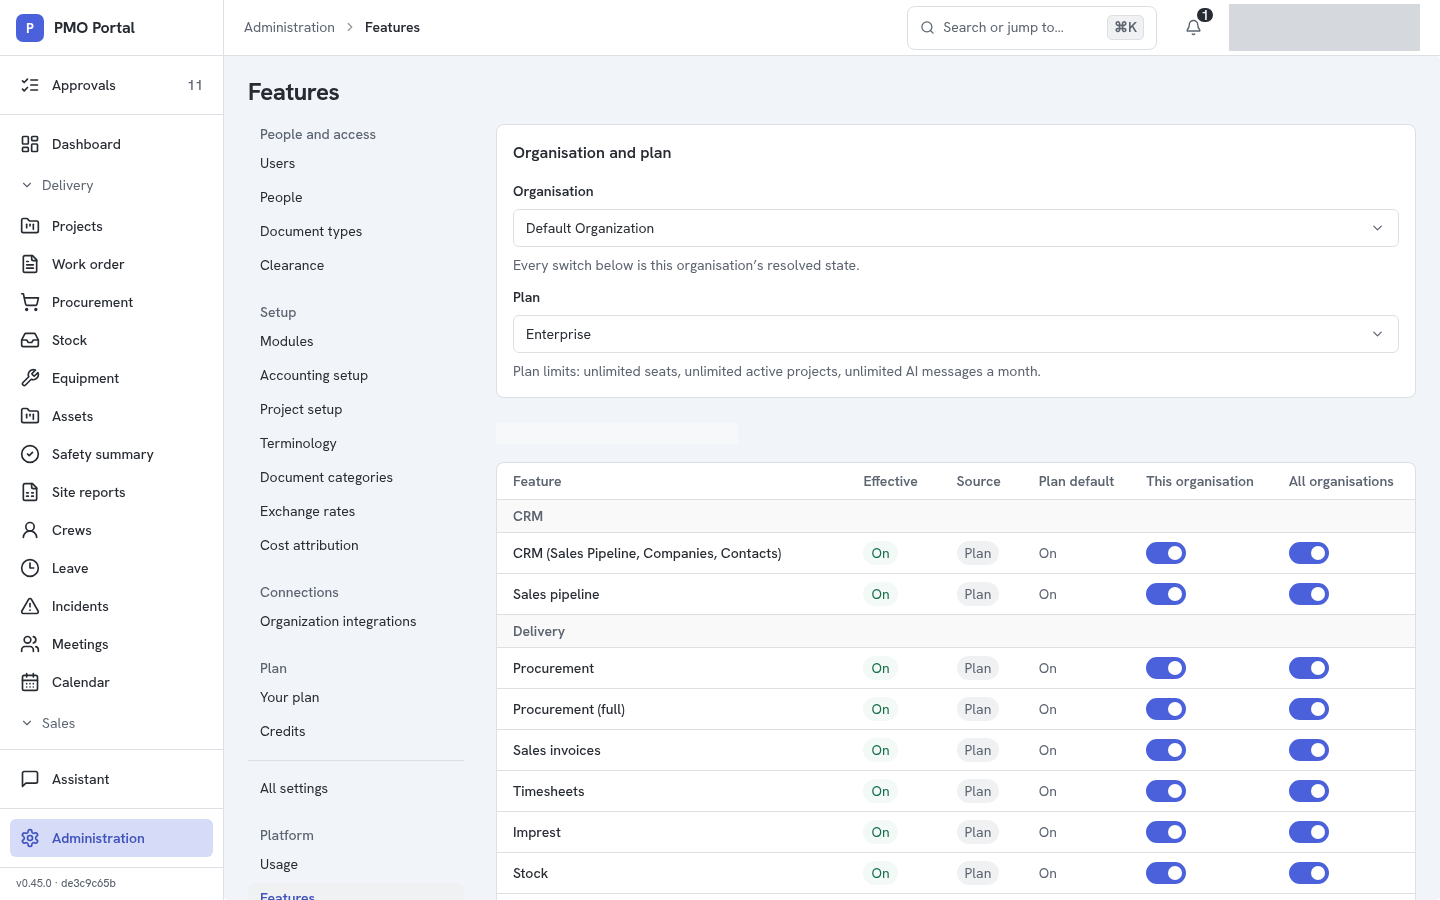 P PMO Portal
Administration > Features
Search or jump to...
⌘K
1
Approvals 11
Dashboard
Delivery
Projects
Work order
Procurement
Stock
Equipment
Assets
Safety summary
Site reports
Crews
Leave
Incidents
Meetings
Calendar
Sales
Assistant
Administration
v0.45.0 · de3c9c65b
Features
People and access
Users
People
Document types
Clearance
Setup
Modules
Accounting setup
Project setup
Terminology
Document categories
Exchange rates
Cost attribution
Connections
Organization integrations
Plan
Your plan
Credits
All settings
Platform
Usage
Features
Organisation and plan
Organisation
Default Organization
Every switch below is this organisation’s resolved state.
Plan
Enterprise
Plan limits: unlimited seats, unlimited active projects, unlimited AI messages a month.
Feature Effective Source Plan default This organisation All organisations
CRM
CRM (Sales Pipeline, Companies, Contacts) On Plan On
Sales pipeline On Plan On
Delivery
Procurement On Plan On
Procurement (full) On Plan On
Sales invoices On Plan On
Timesheets On Plan On
Imprest On Plan On
Stock On Plan On